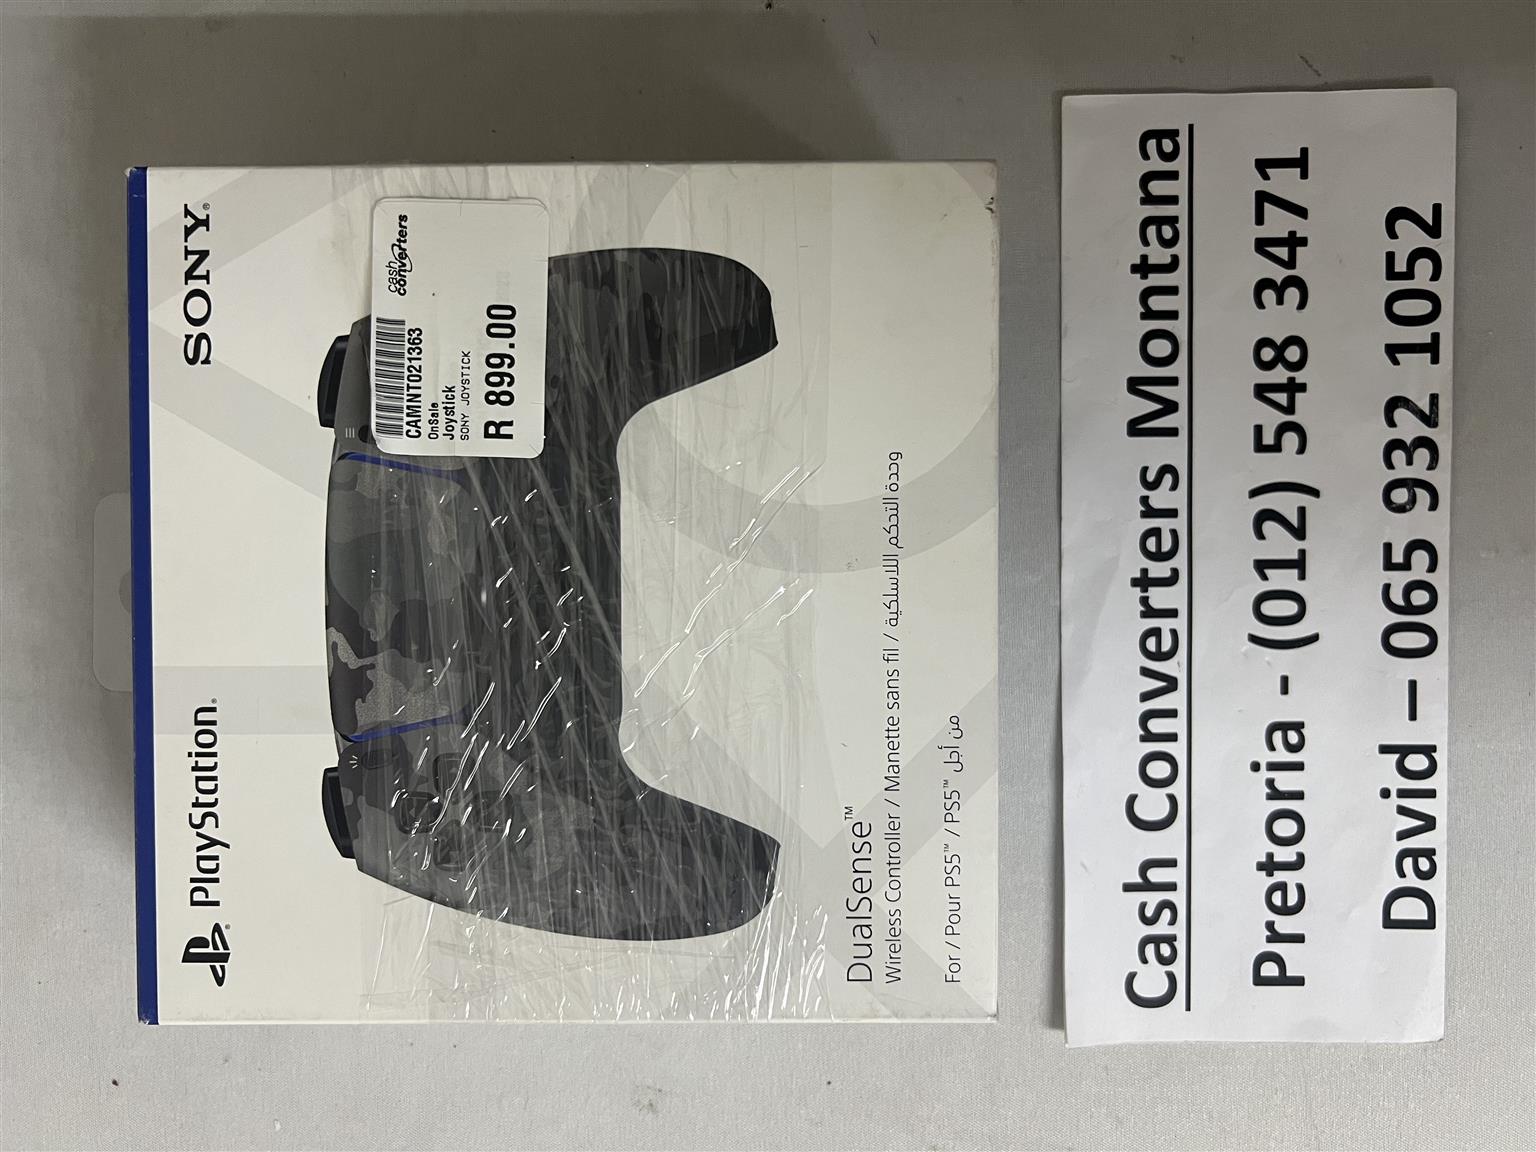 PlayStation®
SONY®
cash converters
CAMNT021363
OnSale
Joystick
SONY JOYSTICK
R 899.00
DualSense™
Wireless Controller / Manette sans fil / وحدة التحكم اللاسلكية
For / Pour PS5™ / PS5™ من أجل
Cash Converters Montana
Pretoria - (012) 548 3471
David – 065 932 1052